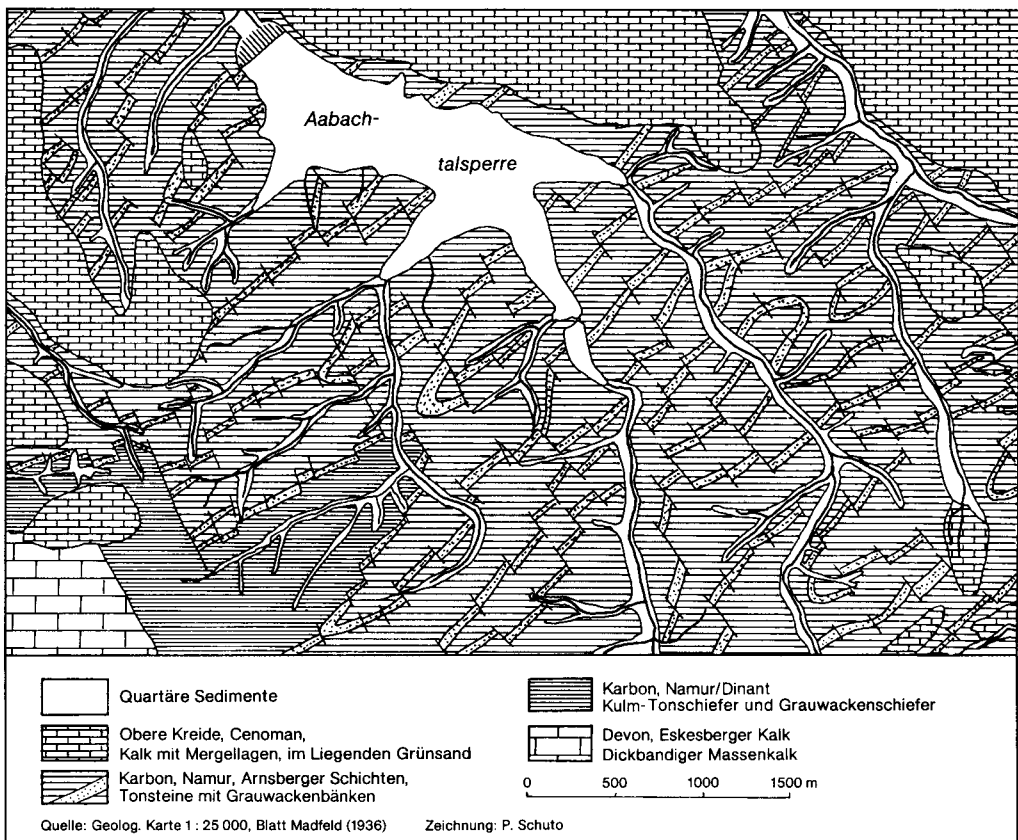 Aabach-
talsperre
Quartäre Sedimente
Obere Kreide, Cenoman,
Kalk mit Mergellagen, im Liegenden Grünsand
Karbon, Namur, Arnsberger Schichten,
Tonsteine mit Grauwackenbänken
Karbon, Namur/Dinant
Kulm-Tonschiefer und Grauwackenschiefer
Devon, Eskesberger Kalk
Dickbandiger Massenkalk
0 500 1000 1500 m
Quelle: Geolog. Karte 1 : 25 000, Blatt Madfeld (1936) Zeichnung: P. Schuto